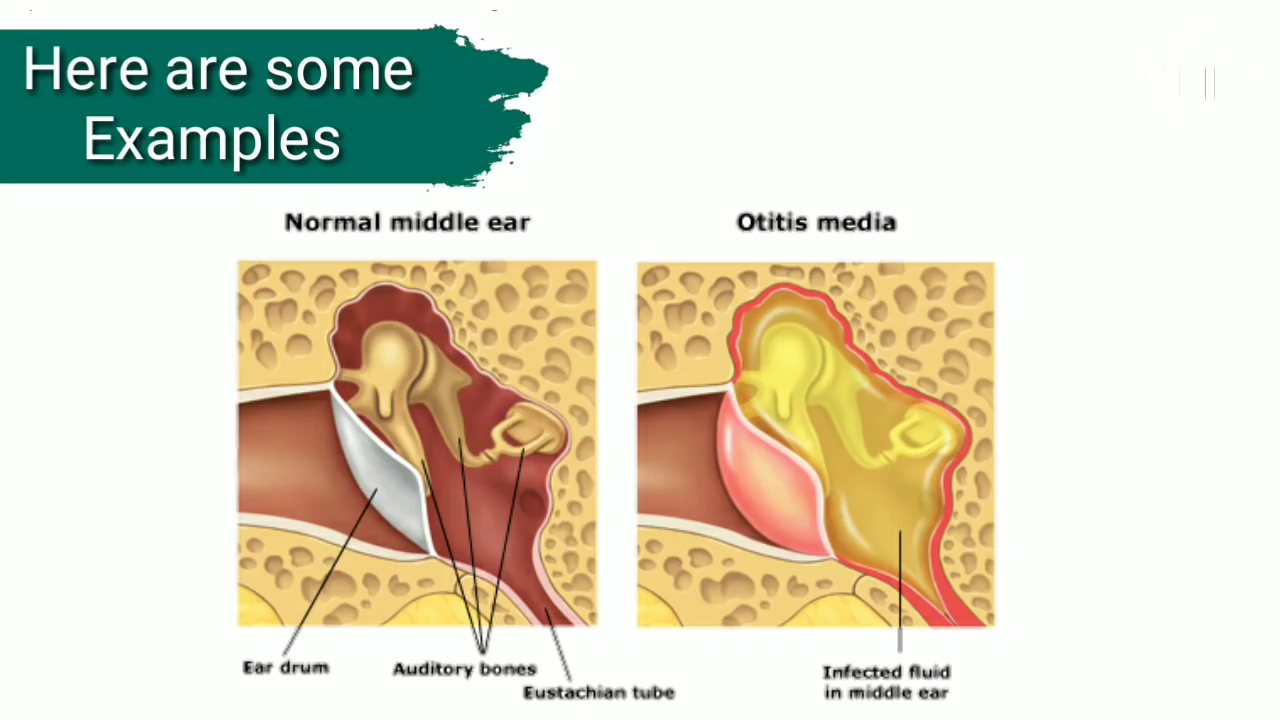 Here are some
Examples
Normal middle ear
Otitis media
Ear drum
Auditory bones
Eustachian tube
Infected fluid
in middle ear